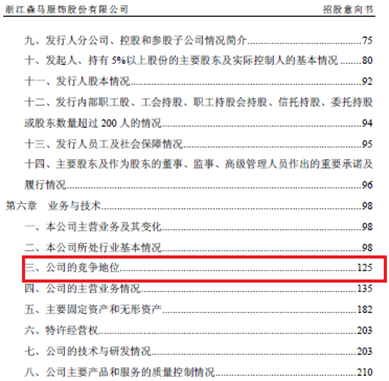 浙江森马服饰股份有限公司 招股意向书
九、发行人分公司、控股和参股子公司情况简介........75
十、发起人、持有5%以上股份的主要股东及实际控制人的基本情况........80
十一、发行人股本情况........92
十二、发行内部职工股、工会持股、职工持股会持股、信托持股、委托持股
或股东数量超过 200 人的情况........94
十三、发行人员工及社会保障情况........95
十四、主要股东及作为股东的董事、监事、高级管理人员作出的重要承诺及
履行情况........96
第六章 业务与技术........98
一、本公司主营业务及其变化........98
二、本公司所处行业基本情况........98
三、公司的竞争地位........125
四、公司的主营业务情况........135
五、主要固定资产和无形资产........182
六、特许经营权........203
七、公司的技术与研发情况........203
八、公司主要产品和服务的质量控制情况........210